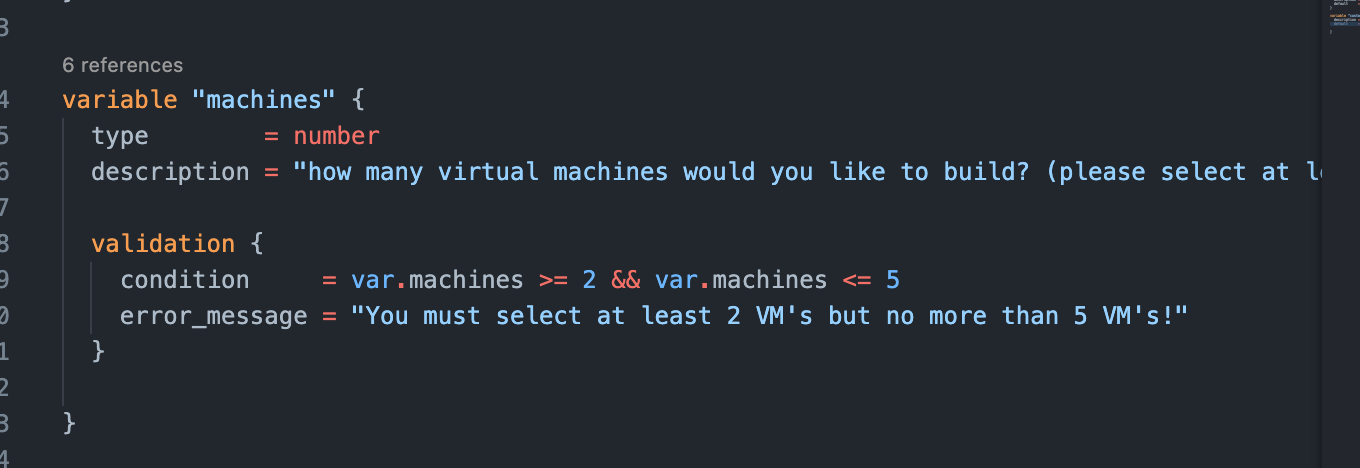 3
6 references
4 variable "machines" {
5 type = number
6 description = "how many virtual machines would you like to build? (please select at
7
8 validation {
9 condition = var.machines >= 2 && var.machines <= 5
0 error_message = "You must select at least 2 VM's but no more than 5 VM's!"
1 }
2
3 }
4